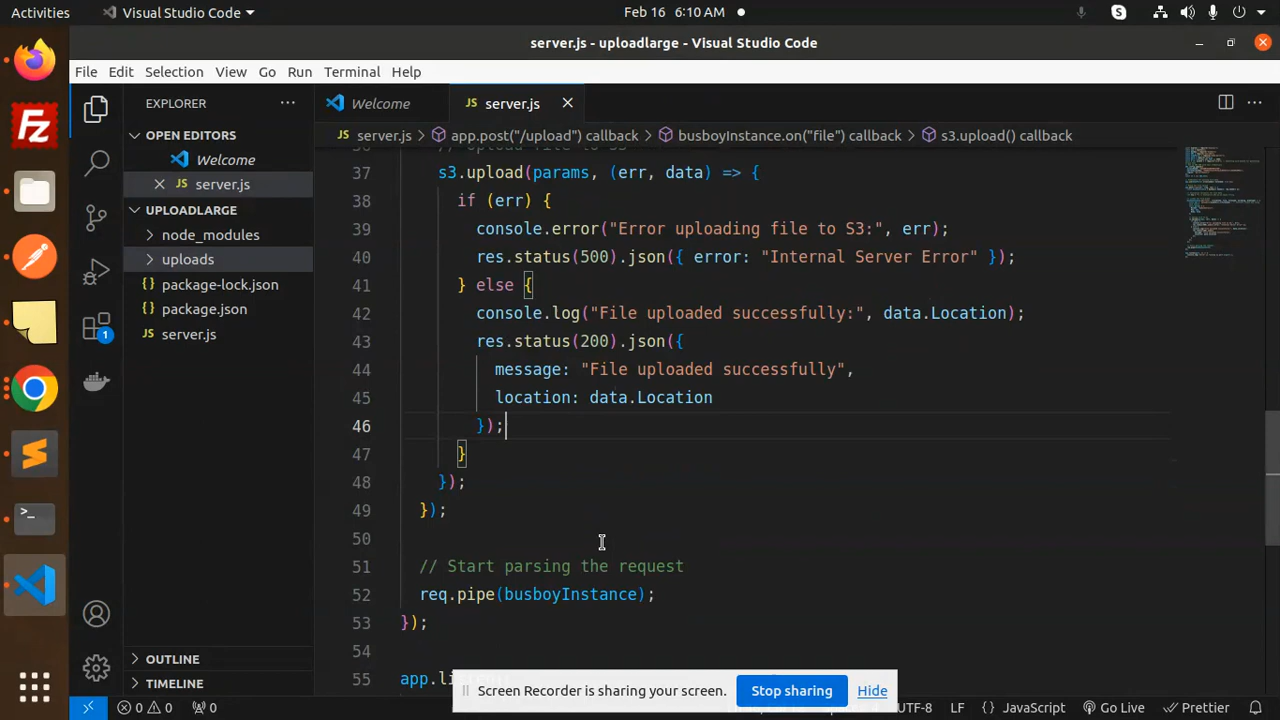 Activities
Visual Studio Code
Feb 16 6:10 AM
server.js - uploadlarge - Visual Studio Code
File Edit Selection View Go Run Terminal Help
EXPLORER
Welcome
JS server.js
JS server.js > app.post("/upload") callback > busboyInstance.on("file") callback > s3.upload() callback
OPEN EDITORS
Welcome
JS server.js
UPLOADLARGE
node_modules
uploads
package-lock.json
package.json
JS server.js
OUTLINE
TIMELINE
37 s3.upload(params, (err, data) => {
38 if (err) {
39 console.error("Error uploading file to S3:", err);
40 res.status(500).json({ error: "Internal Server Error" });
41 } else {
42 console.log("File uploaded successfully:", data.Location);
43 res.status(200).json({
44 message: "File uploaded successfully",
45 location: data.Location
46 });
47 }
48 });
49 });
50
51 // Start parsing the request
52 req.pipe(busboyInstance);
53 });
54
55
Screen Recorder is sharing your screen.
Stop sharing
Hide
0 0 0
UTF-8 LF {} JavaScript Go Live Prettier